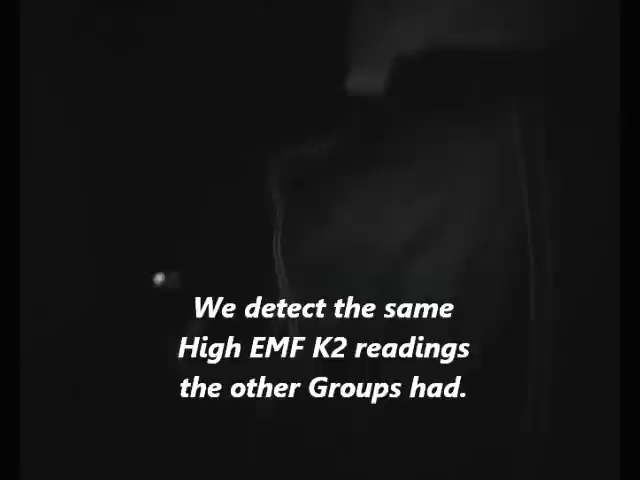 We detect the same
High EMF K2 readings
the other Groups had.